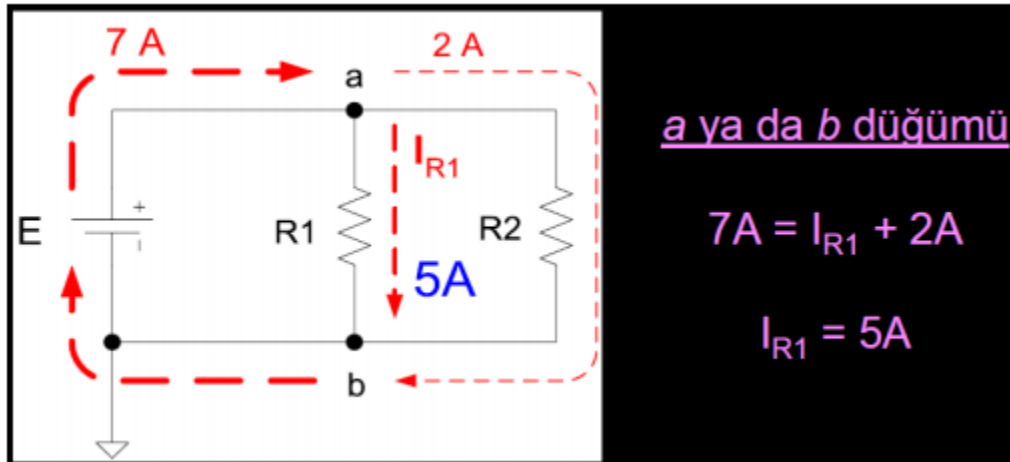 7 A
2 A
a
I_R1
E
+
-
R1
R2
5A
b
a ya da b düğümü
7A = I_R1 + 2A
I_R1 = 5A